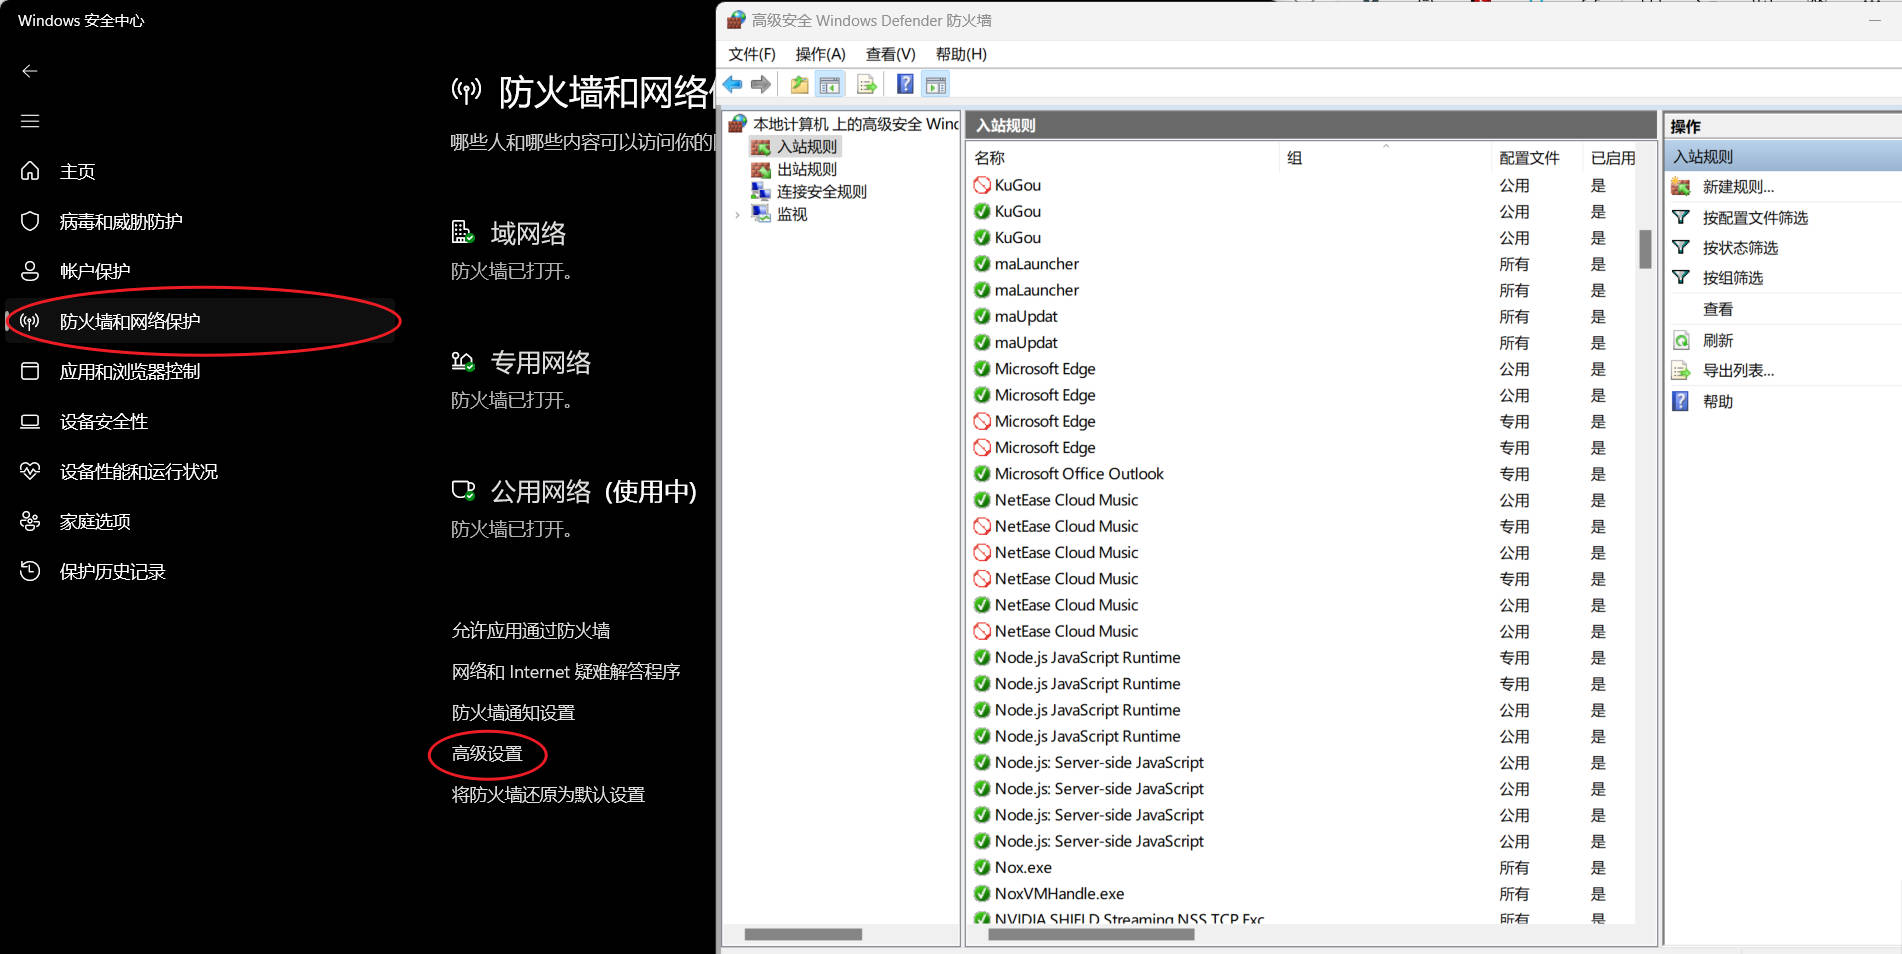 Windows 安全中心
主页
病毒和威胁防护
帐户保护
防火墙和网络保护
应用和浏览器控制
设备安全性
设备性能和运行状况
家庭选项
保护历史记录
防火墙和网络
哪些人和哪些内容可以访问你的
域网络
防火墙已打开。
专用网络
防火墙已打开。
公用网络 (使用中)
防火墙已打开。
允许应用通过防火墙
网络和 Internet 疑难解答程序
防火墙通知设置
高级设置
将防火墙还原为默认设置
高级安全 Windows Defender 防火墙
文件(F) 操作(A) 查看(V) 帮助(H)
本地计算机 上的高级安全 Wind
入站规则
出站规则
连接安全规则
监视
入站规则
名称 组 配置文件 已启用
KuGou 公用 是
KuGou 公用 是
KuGou 公用 是
maLauncher 所有 是
maLauncher 所有 是
maUpdat 所有 是
maUpdat 所有 是
Microsoft Edge 公用 是
Microsoft Edge 公用 是
Microsoft Edge 专用 是
Microsoft Edge 专用 是
Microsoft Office Outlook 专用 是
NetEase Cloud Music 公用 是
NetEase Cloud Music 专用 是
NetEase Cloud Music 公用 是
NetEase Cloud Music 专用 是
NetEase Cloud Music 公用 是
NetEase Cloud Music 公用 是
Node.js JavaScript Runtime 专用 是
Node.js JavaScript Runtime 专用 是
Node.js JavaScript Runtime 公用 是
Node.js JavaScript Runtime 公用 是
Node.js: Server-side JavaScript 公用 是
Node.js: Server-side JavaScript 公用 是
Node.js: Server-side JavaScript 公用 是
Node.js: Server-side JavaScript 公用 是
Nox.exe 所有 是
NoxVMHandle.exe 所有 是
NVIDIA SHIELD Streaming NSS TCP Exc 所有 是
操作
入站规则
新建规则...
按配置文件筛选
按状态筛选
按组筛选
查看
刷新
导出列表...
帮助